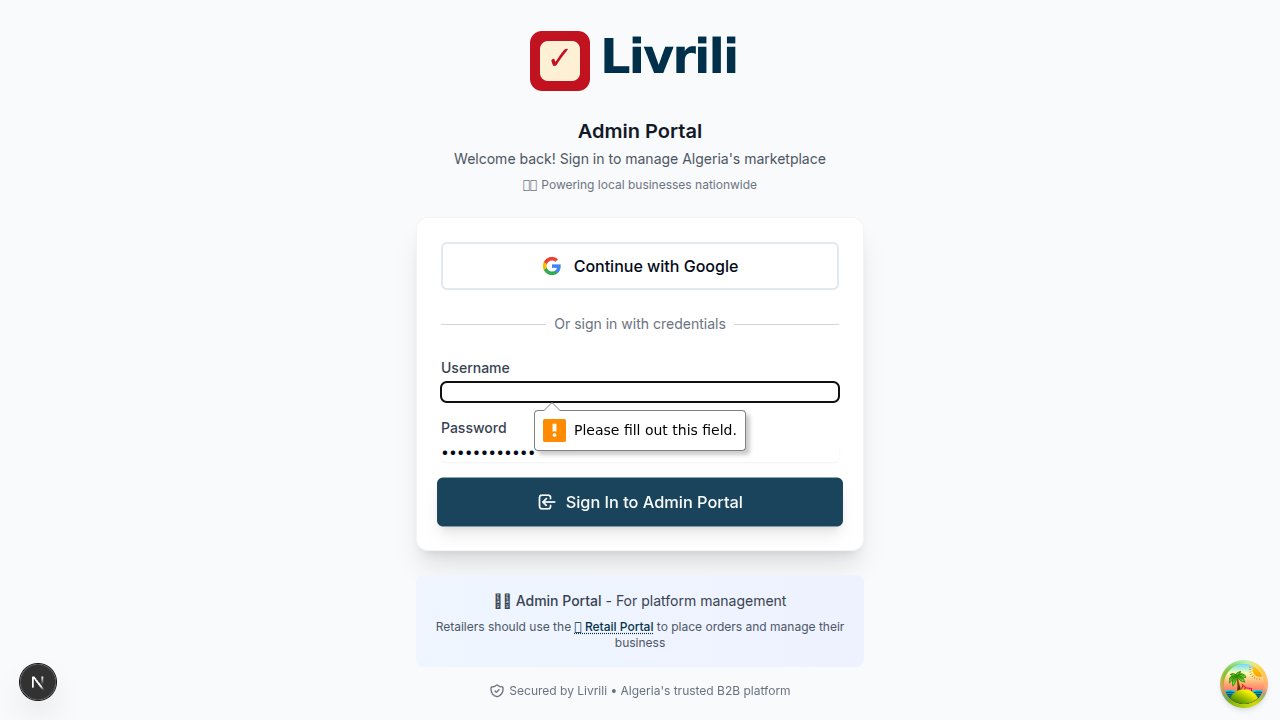 ✓ Livrili
Admin Portal
Welcome back! Sign in to manage Algeria's marketplace
Powering local businesses nationwide
Continue with Google
Or sign in with credentials
Username
Please fill out this field.
Password
••••••••••••
Sign In to Admin Portal
Admin Portal - For platform management
Retailers should use the Retail Portal to place orders and manage their
business
N
Secured by Livrili • Algeria's trusted B2B platform